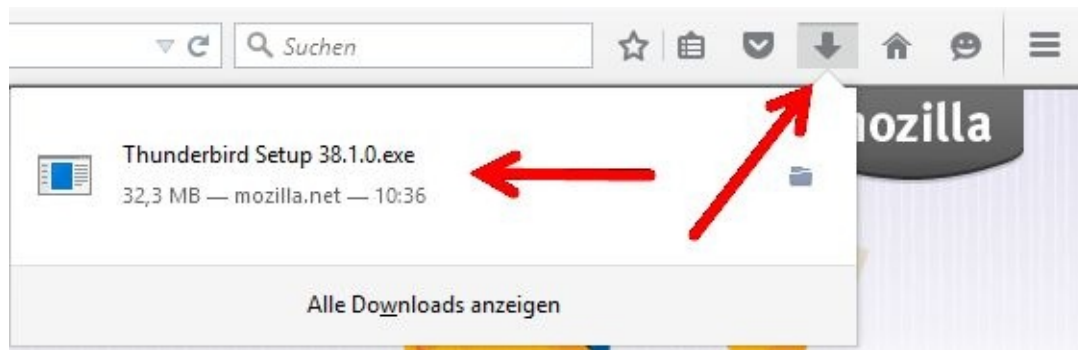 Suchen
mozilla
Thunderbird Setup 38.1.0.exe
32,3 MB — mozilla.net — 10:36
Alle Downloads anzeigen